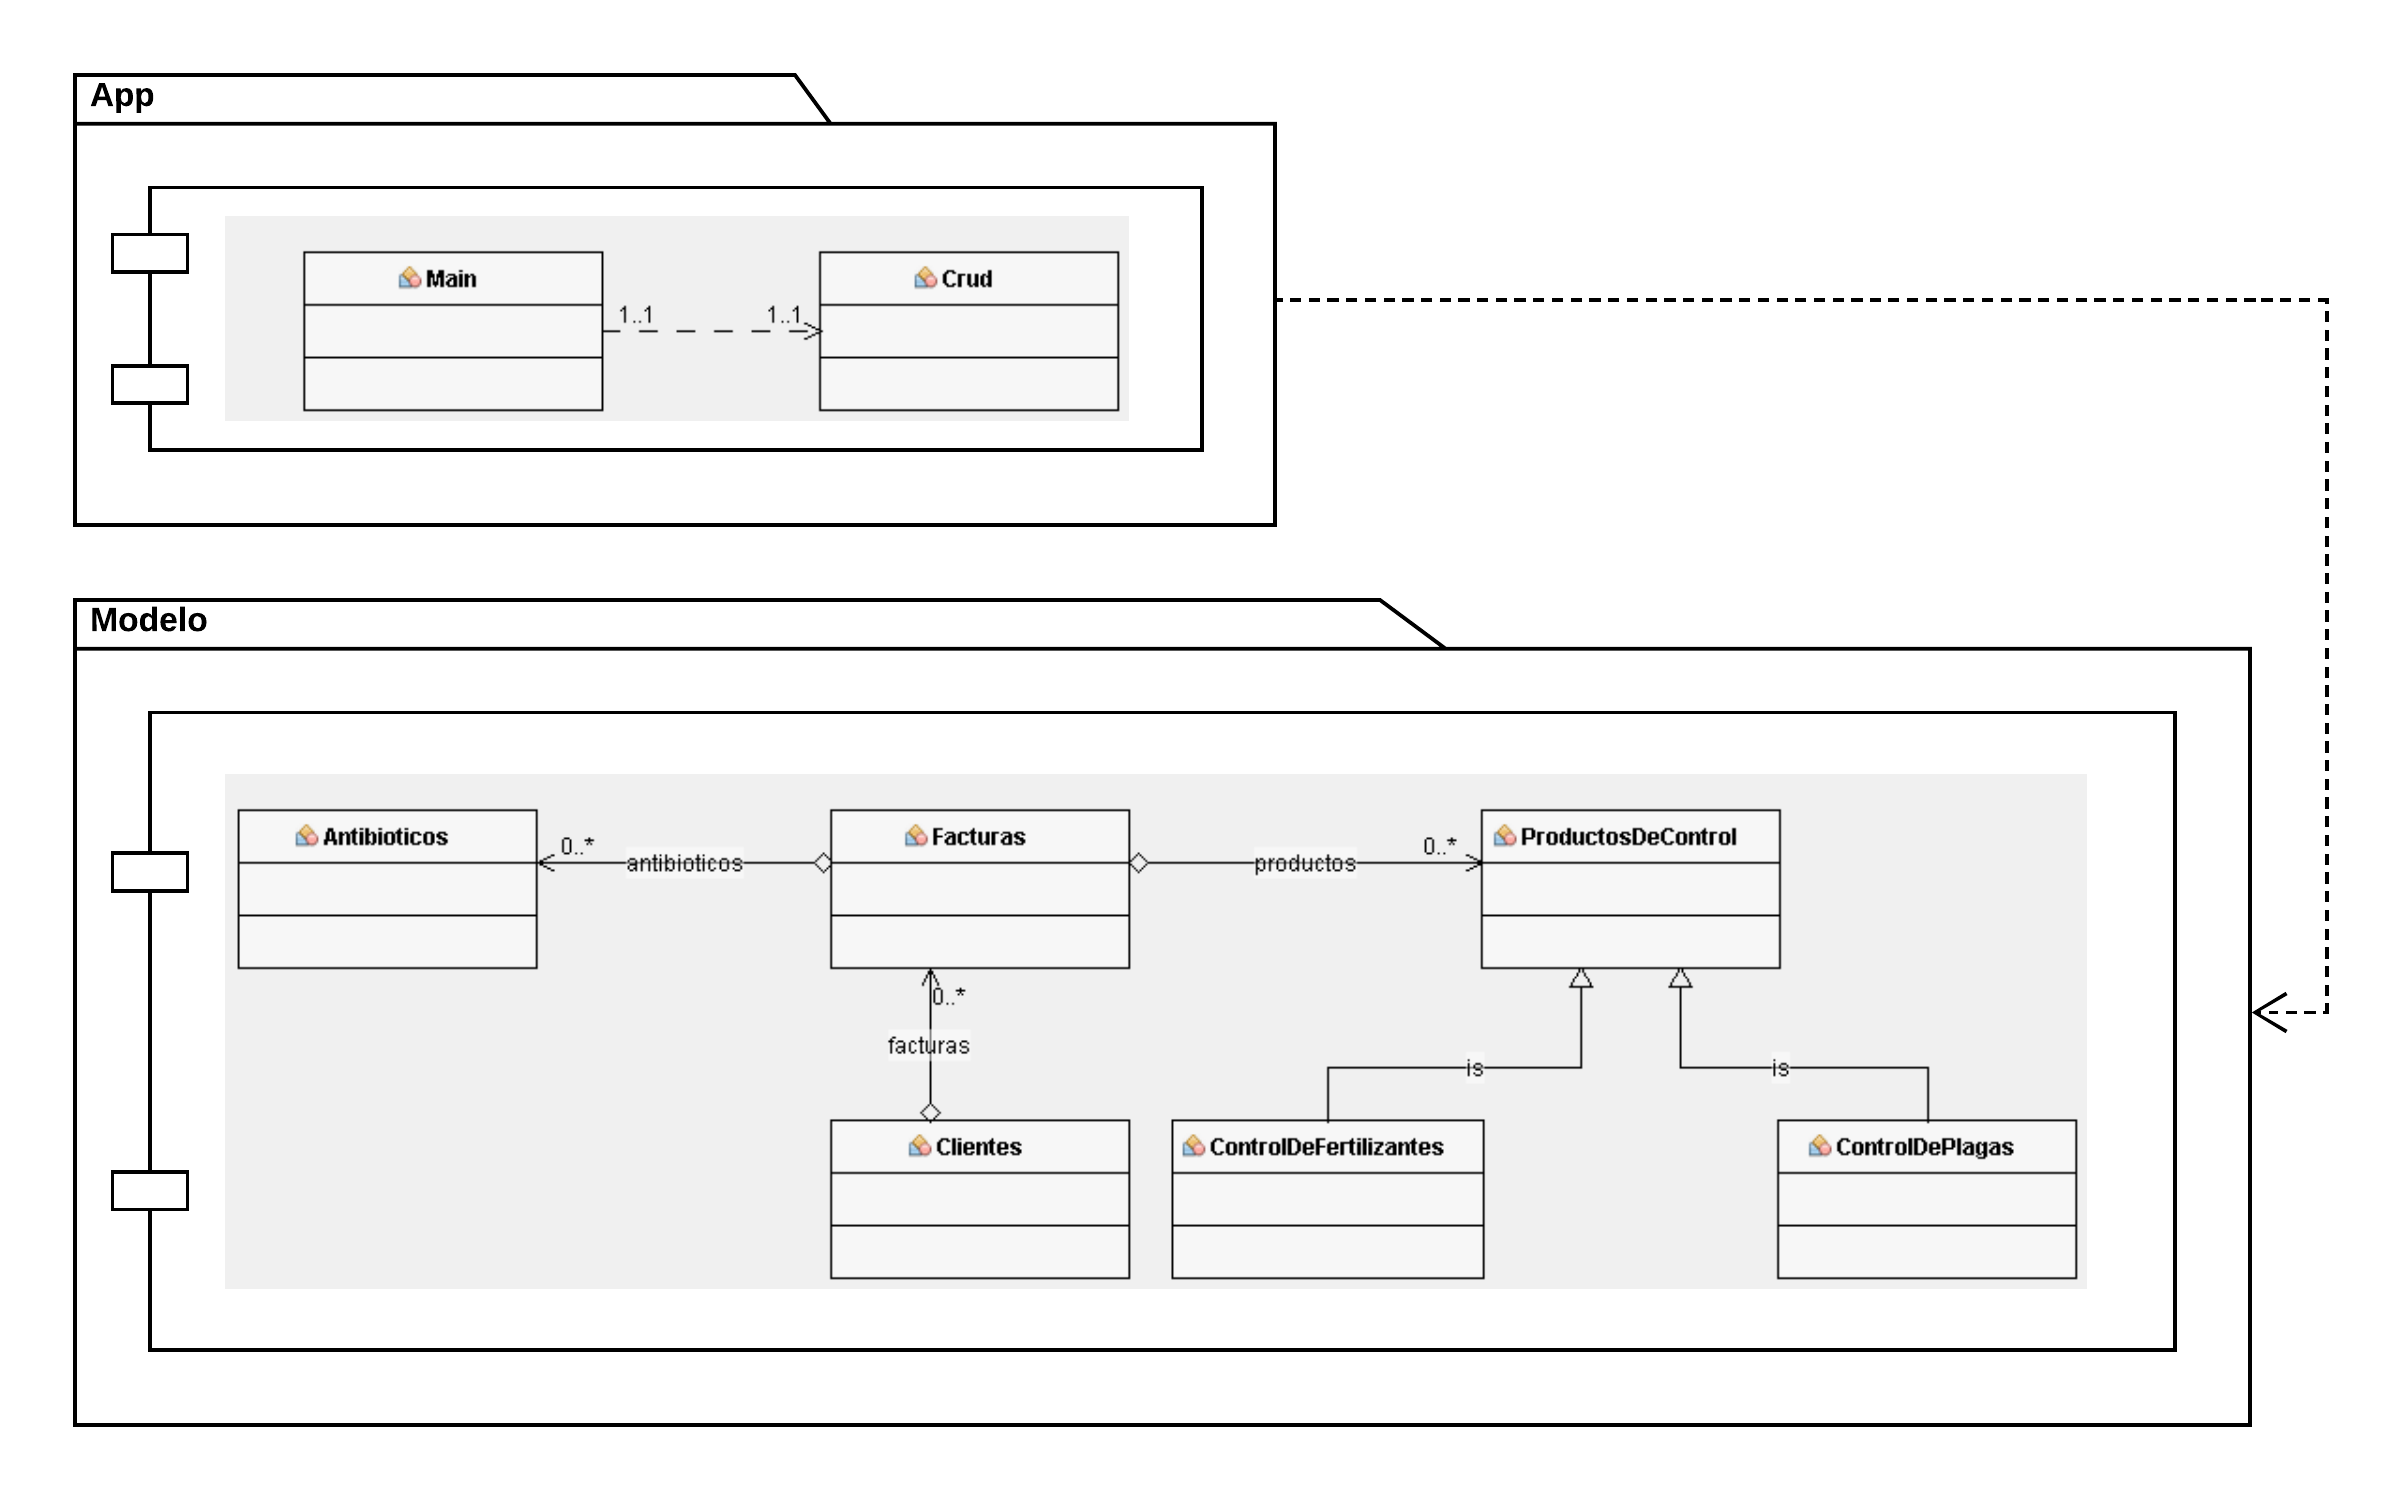 App
Main
Crud
1..1
1..1
Modelo
Antibioticos
Facturas
ProductosDeControl
0..*
0..*
antibioticos
productos
0..*
facturas
is
is
Clientes
ControlDeFertilizantes
ControlDePlagas